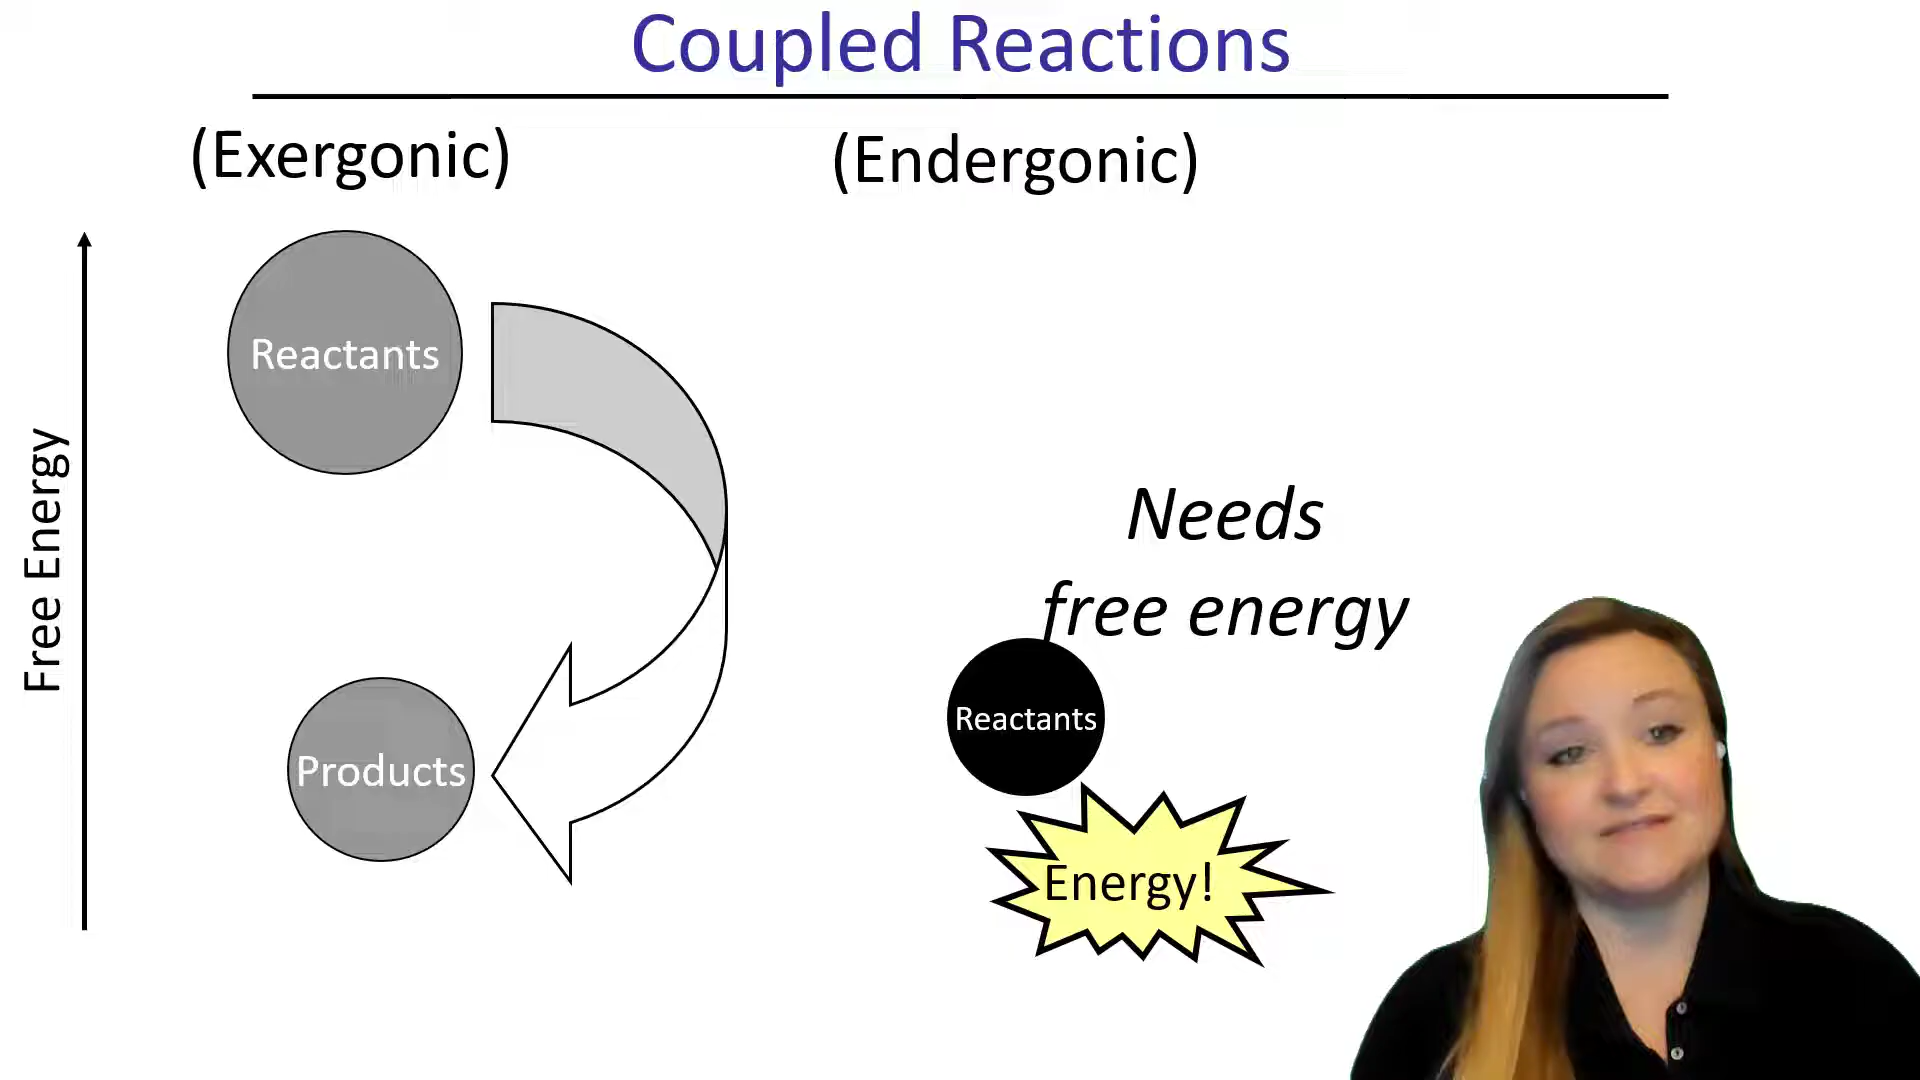 Coupled Reactions
(Exergonic)
(Endergonic)
Free Energy
Reactants
Products
Needs
free energy
Reactants
Energy!